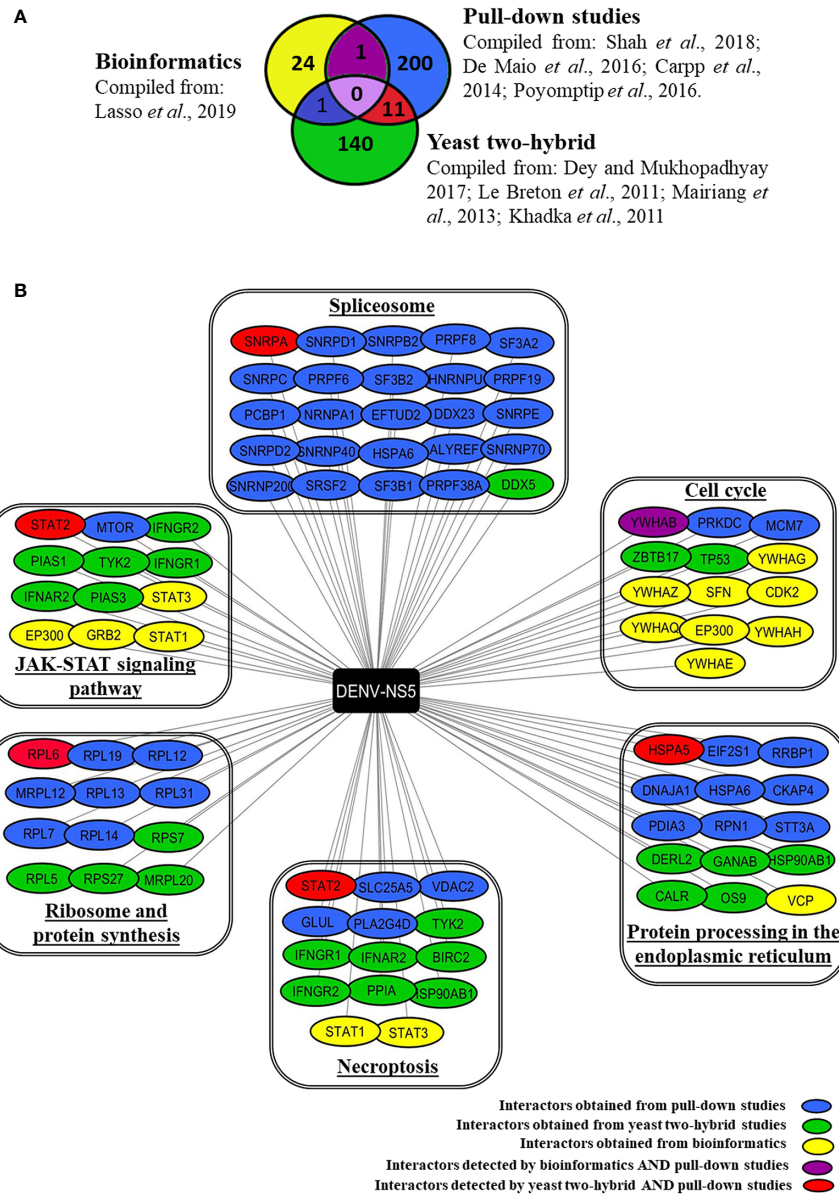 A
Bioinformatics
Compiled from:
Lasso et al., 2019
24
1
200
1
0
11
140
Pull-down studies
Compiled from: Shah et al., 2018;
De Maio et al., 2016; Carpp et al.,
2014; Poyomptip et al., 2016.
Yeast two-hybrid
Compiled from: Dey and Mukhopadhyay
2017; Le Breton et al., 2011; Mairiang et
al., 2013; Khadka et al., 2011
B
Spliceosome
SNRPA SNRPD1 SNRPB2 PRPF8 SF3A2
SNRPC PRPF6 SF3B2 HNRNPU PRPF19
PCBP1 NRNPA1 EFTUD2 DDX23 SNRPE
SNRPD2 SNRNP40 HSPA6 ALYREF SNRNP70
SNRNP200 SRSF2 SF3B1 PRPF38A DDX5
STAT2 MTOR IFNGR2
PIAS1 TYK2 IFNGR1
IFNAR2 PIAS3 STAT3
EP300 GRB2 STAT1
JAK-STAT signaling
pathway
Cell cycle
YWHAB PRKDC MCM7
ZBTB17 TP53 YWHAG
YWHAZ SFN CDK2
YWHAQ EP300 YWHAH
YWHAE
DENV-NS5
RPL6 RPL19 RPL12
MRPL12 RPL13 RPL31
RPL7 RPL14 RPS7
RPL5 RPS27 MRPL20
Ribosome and
protein synthesis
HSPA5 EIF2S1 RRBP1
DNAJA1 HSPA6 CKAP4
PDIA3 RPN1 STT3A
DERL2 GANAB HSP90AB1
CALR OS9 VCP
Protein processing in the
endoplasmic reticulum
STAT2 SLC25A5 VDAC2
GLUL PLA2G4D TYK2
IFNGR1 IFNAR2 BIRC2
IFNGR2 PPIA ISP90AB1
STAT1 STAT3
Necroptosis
Interactors obtained from pull-down studies
Interactors obtained from yeast two-hybrid studies
Interactors obtained from bioinformatics
Interactors detected by bioinformatics AND pull-down studies
Interactors detected by yeast two-hybrid AND pull-down studies